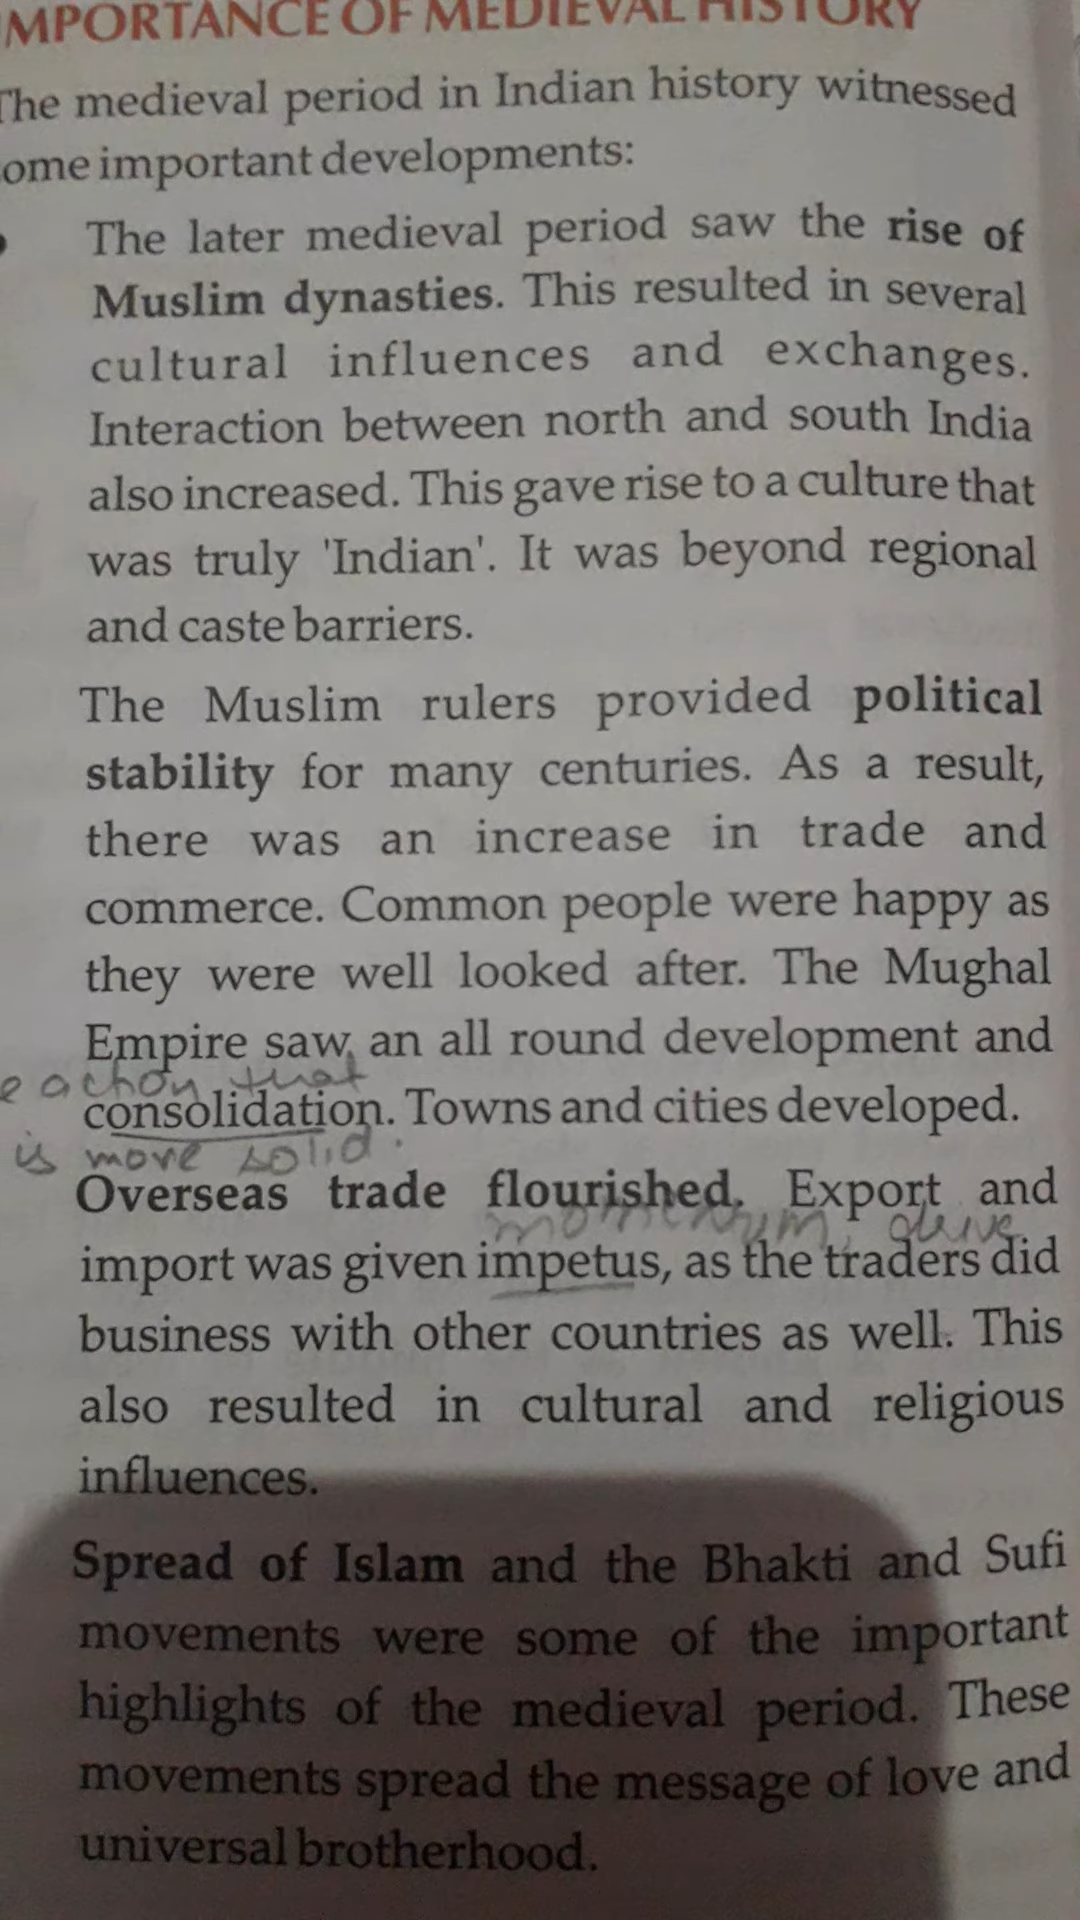 IMPORTANCE OF MEDIEVAL HISTORY
The medieval period in Indian history witnessed
ome important developments:
The later medieval period saw the rise of
Muslim dynasties. This resulted in several
cultural influences and exchanges.
Interaction between north and south India
also increased. This gave rise to a culture that
was truly 'Indian'. It was beyond regional
and caste barriers.
The Muslim rulers provided political
stability for many centuries. As a result,
there was an increase in trade and
commerce. Common people were happy as
they were well looked after. The Mughal
Empire saw an all round development and
action that
consolidation. Towns and cities developed.
is more solid.
Overseas trade flourished. Export and
momentum, drive
import was given impetus, as the traders did
business with other countries as well. This
also resulted in cultural and religious
influences.
Spread of Islam and the Bhakti and Sufi
movements were some of the important
highlights of the medieval period. These
movements spread the message of love and
universal brotherhood.